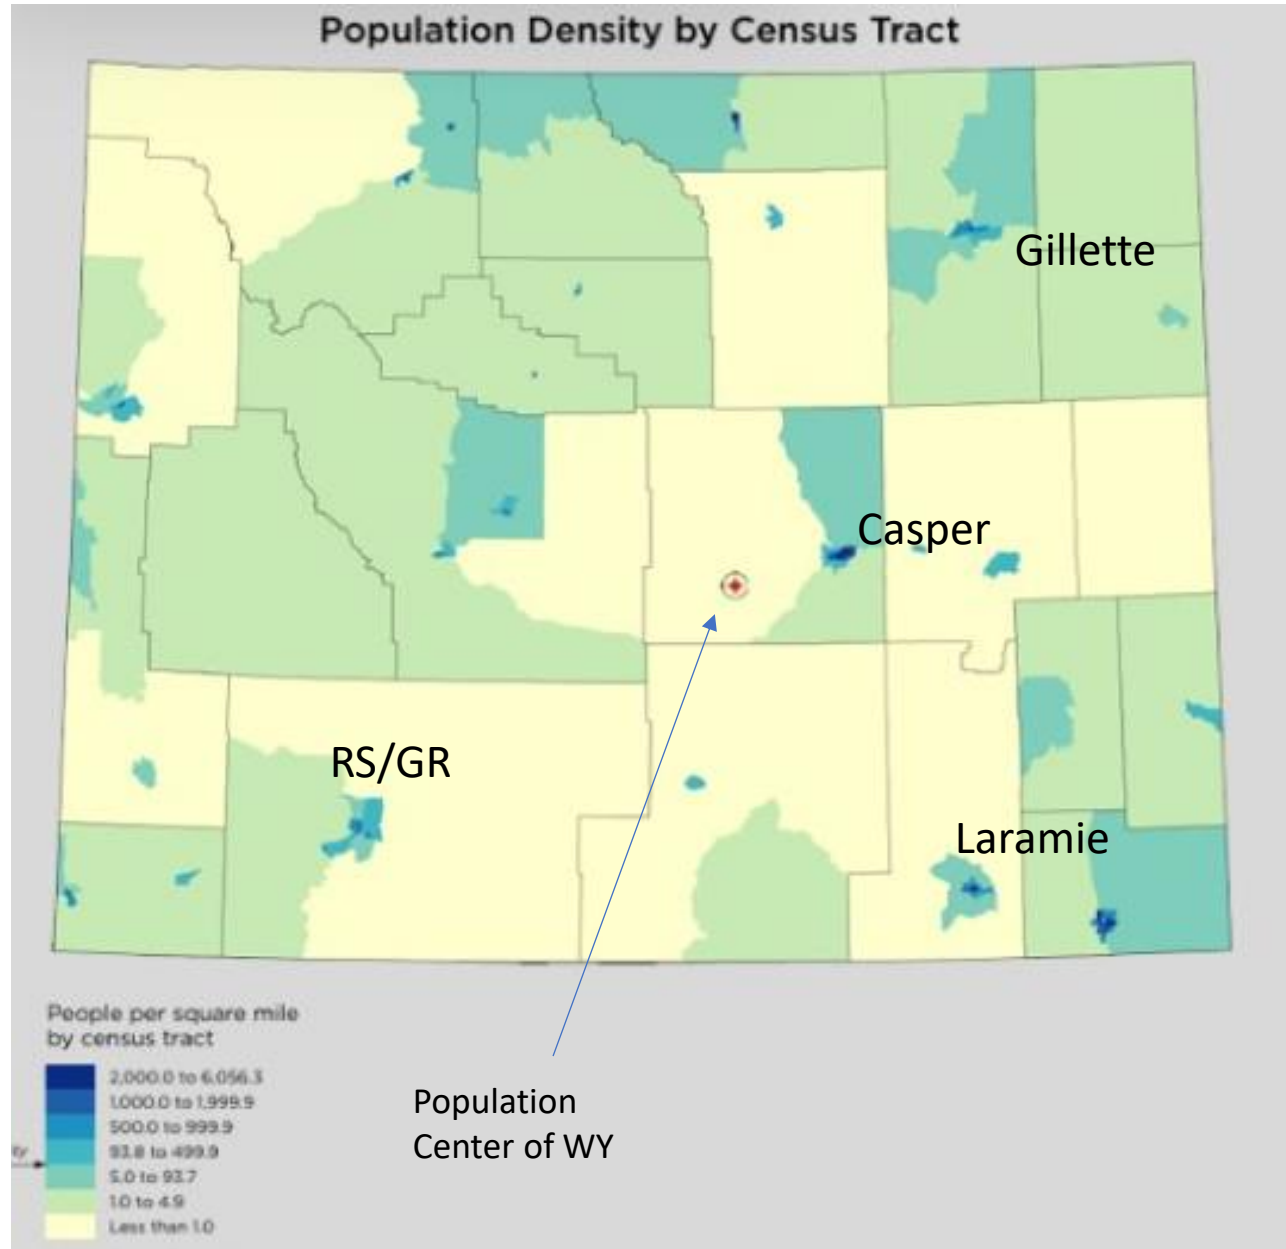 Population Density by Census Tract
Gillette
Casper
RS/GR
Laramie
People per square mile
by census tract
2,000.0 to 6,056.3
1,000.0 to 1,999.9
500.0 to 999.9
93.8 to 499.9
5.0 to 93.7
1.0 to 4.9
Less than 1.0
Population
Center of WY